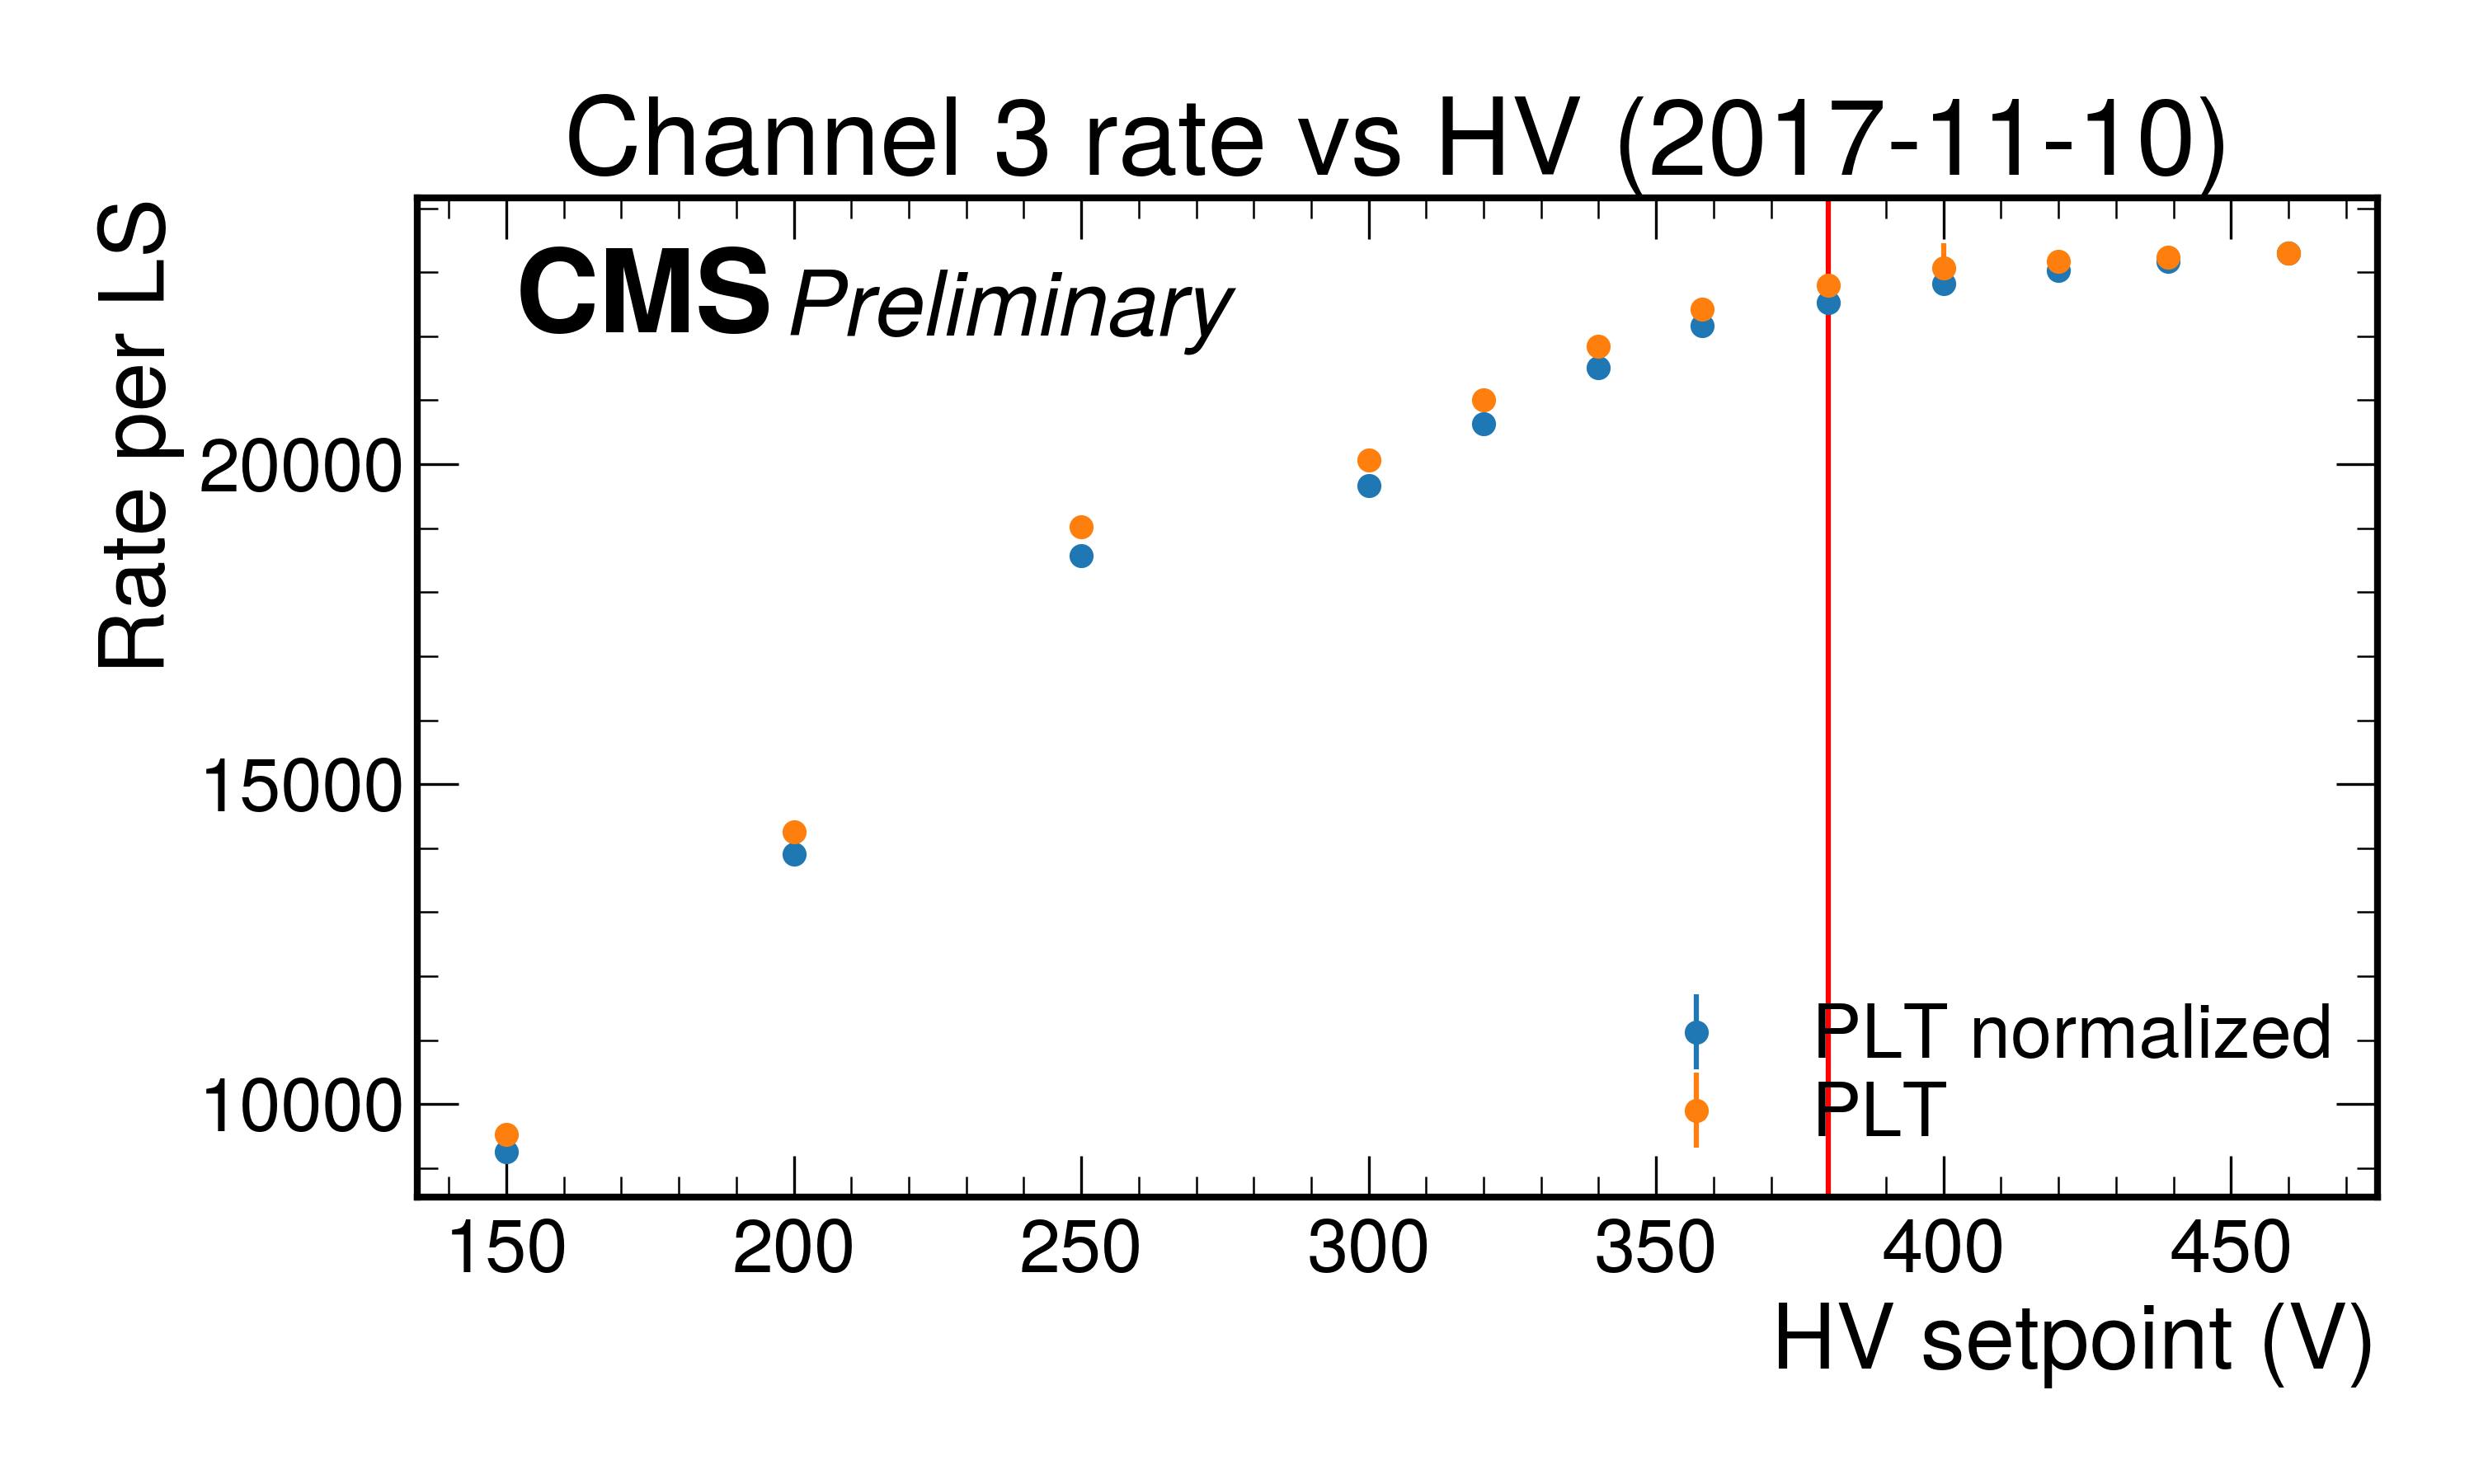 Channel 3 rate vs HV (2017-11-10)
CMS Preliminary
Rate per LS
20000
15000
10000
PLT normalized
PLT
150 200 250 300 350 400 450
HV setpoint (V)